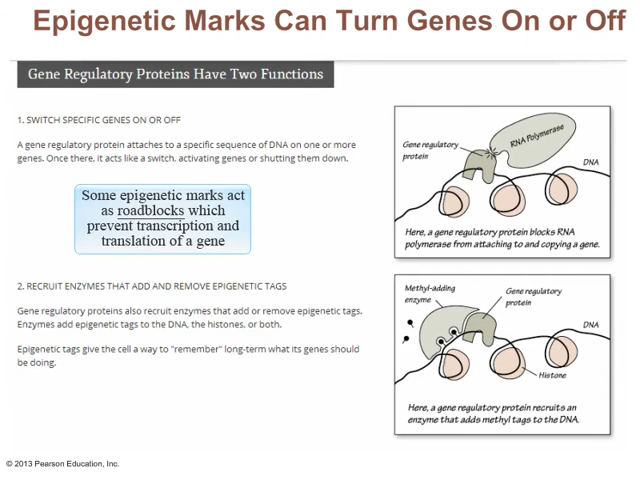 Epigenetic Marks Can Turn Genes On or Off
Gene Regulatory Proteins Have Two Functions
1. SWITCH SPECIFIC GENES ON OR OFF
A gene regulatory protein attaches to a specific sequence of DNA on one or more
genes. Once there, it acts like a switch, activating genes or shutting them down.
Some epigenetic marks act
as roadblocks which
prevent transcription and
translation of a gene
Gene regulatory
protein
RNA Polymerase
DNA
Here, a gene regulatory protein blocks RNA
polymerase from attaching to and copying a gene.
2. RECRUIT ENZYMES THAT ADD AND REMOVE EPIGENETIC TAGS
Gene regulatory proteins also recruit enzymes that add or remove epigenetic tags.
Enzymes add epigenetic tags to the DNA, the histones, or both.
Epigenetic tags give the cell a way to "remember" long-term what its genes should
be doing.
Methyl-adding
enzyme
Gene regulatory
protein
DNA
Histone
Here, a gene regulatory protein recruits an
enzyme that adds methyl tags to the DNA.
© 2013 Pearson Education, Inc.